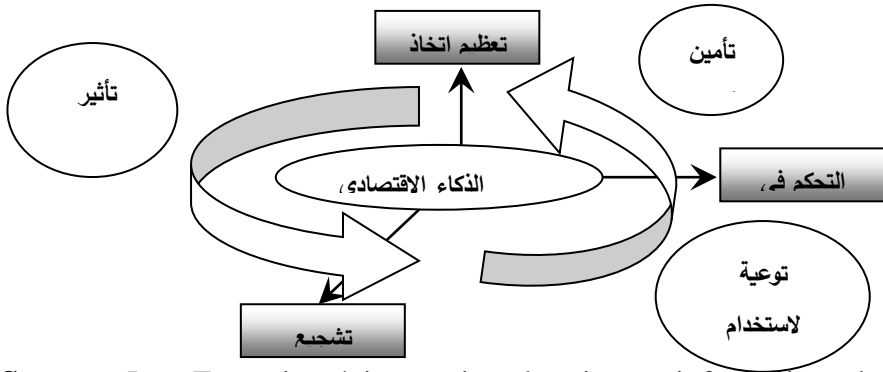 تعظيم اتخاذ
تأمين
تأثير
الذكاء الاقتصادي
التحكم في
توعية
لاستخدام
تشجيع